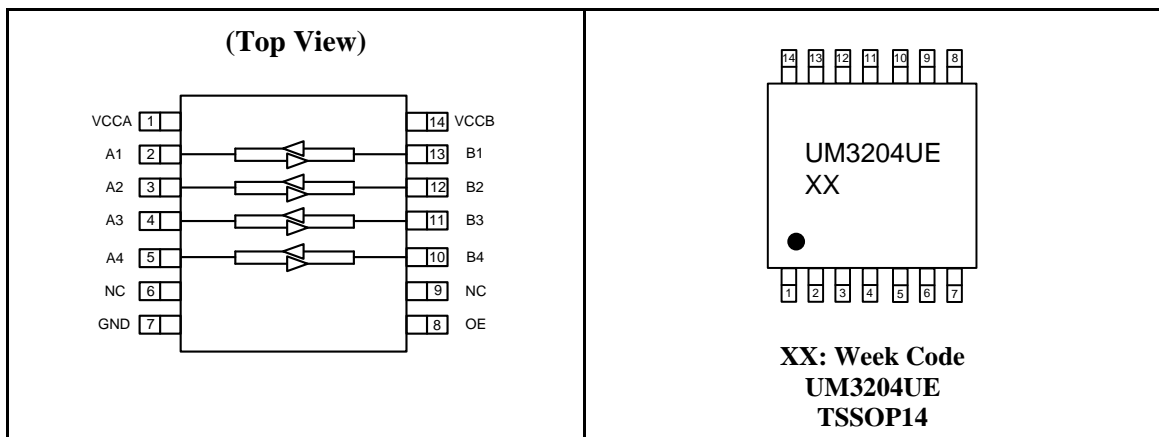 (Top View)
VCCA 1 14 VCCB
A1 2 13 B1
A2 3 12 B2
A3 4 11 B3
A4 5 10 B4
NC 6 9 NC
GND 7 8 OE
14 13 12 11 10 9 8
UM3204UE
XX
1 2 3 4 5 6 7
XX: Week Code
UM3204UE
TSSOP14